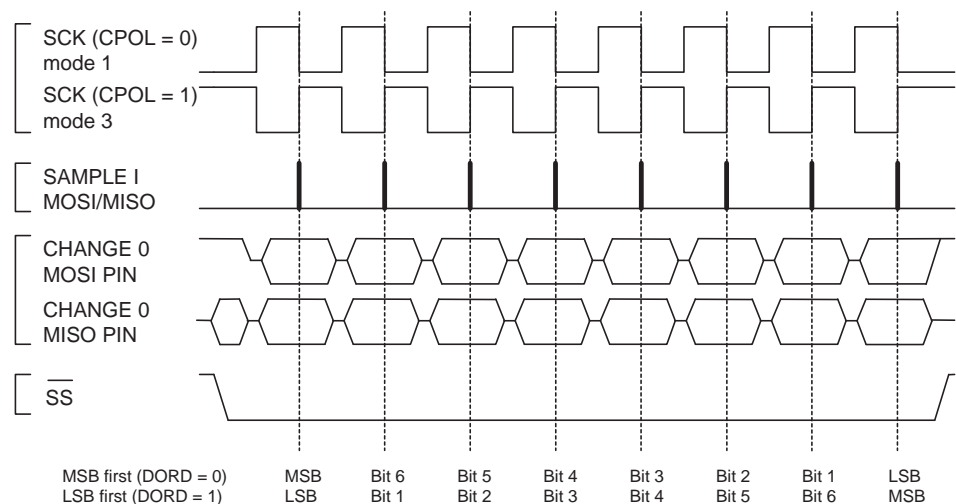 SCK (CPOL = 0)
mode 1
SCK (CPOL = 1)
mode 3
SAMPLE I
MOSI/MISO
CHANGE 0
MOSI PIN
CHANGE 0
MISO PIN
SS
MSB first (DORD = 0) MSB Bit 6 Bit 5 Bit 4 Bit 3 Bit 2 Bit 1 LSB
LSB first (DORD = 1) LSB Bit 1 Bit 2 Bit 3 Bit 4 Bit 5 Bit 6 MSB